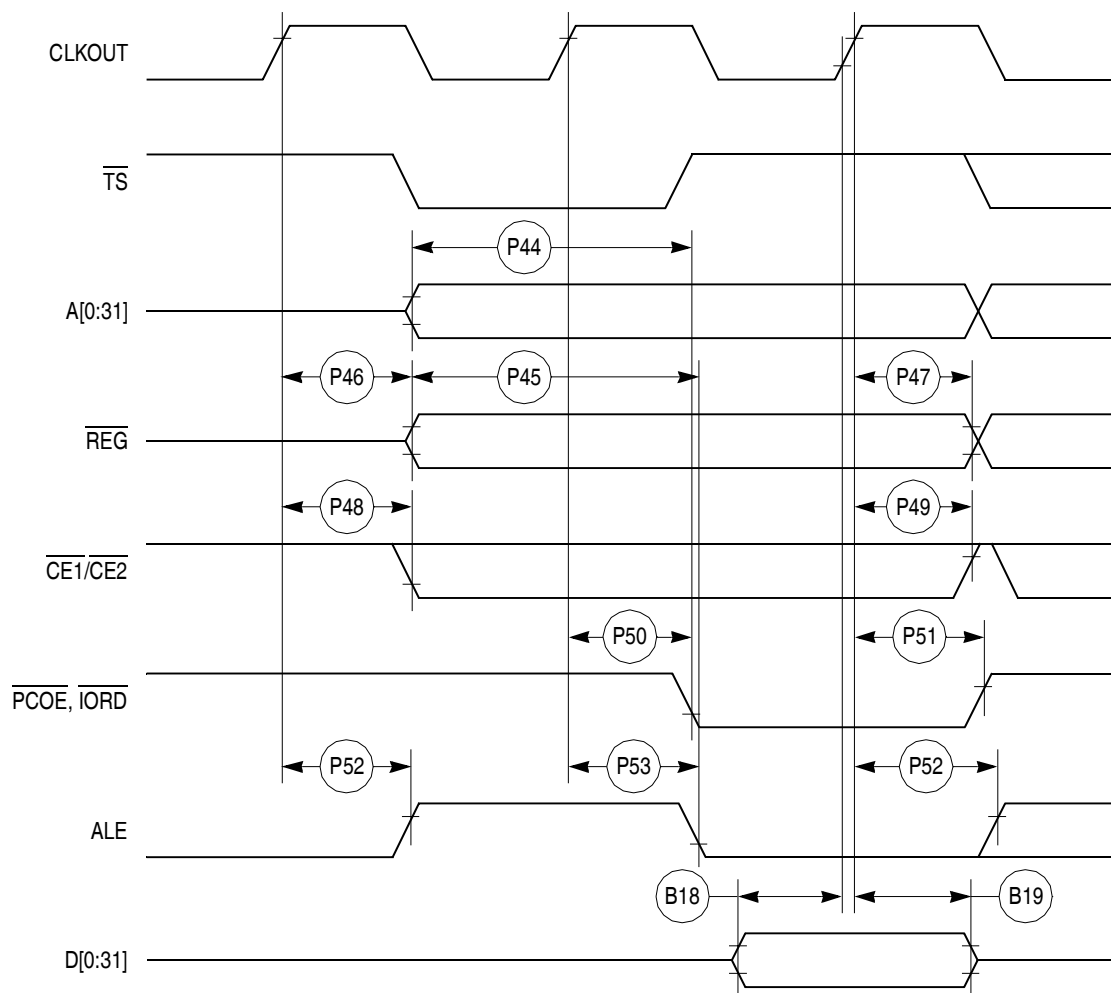 CLKOUT
TS
P44
A[0:31]
P46 P45 P47
REG
P48 P49
CE1/CE2
P50 P51
PCOE, IORD
P52 P53 P52
ALE
B18 B19
D[0:31]